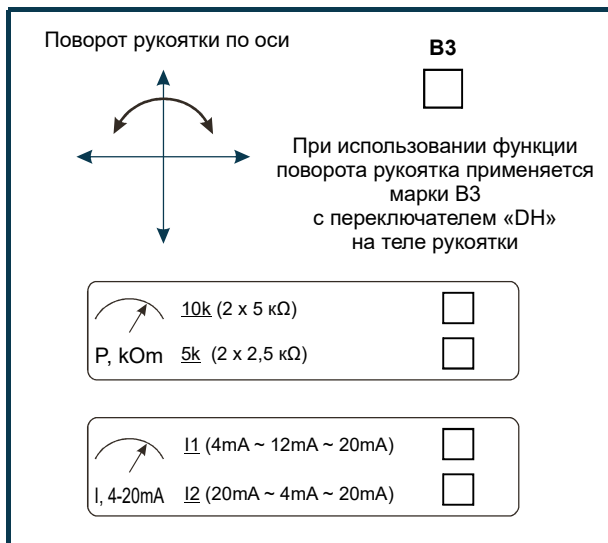 Поворот рукоятки по оси
B3
При использовании функции
поворота рукоятка применяется
марки B3
с переключателем «DH»
на теле рукоятки
10k (2 x 5 кΩ)
P, kOm 5k (2 x 2,5 кΩ)
I1 (4mA ~ 12mA ~ 20mA)
I, 4-20mA I2 (20mA ~ 4mA ~ 20mA)